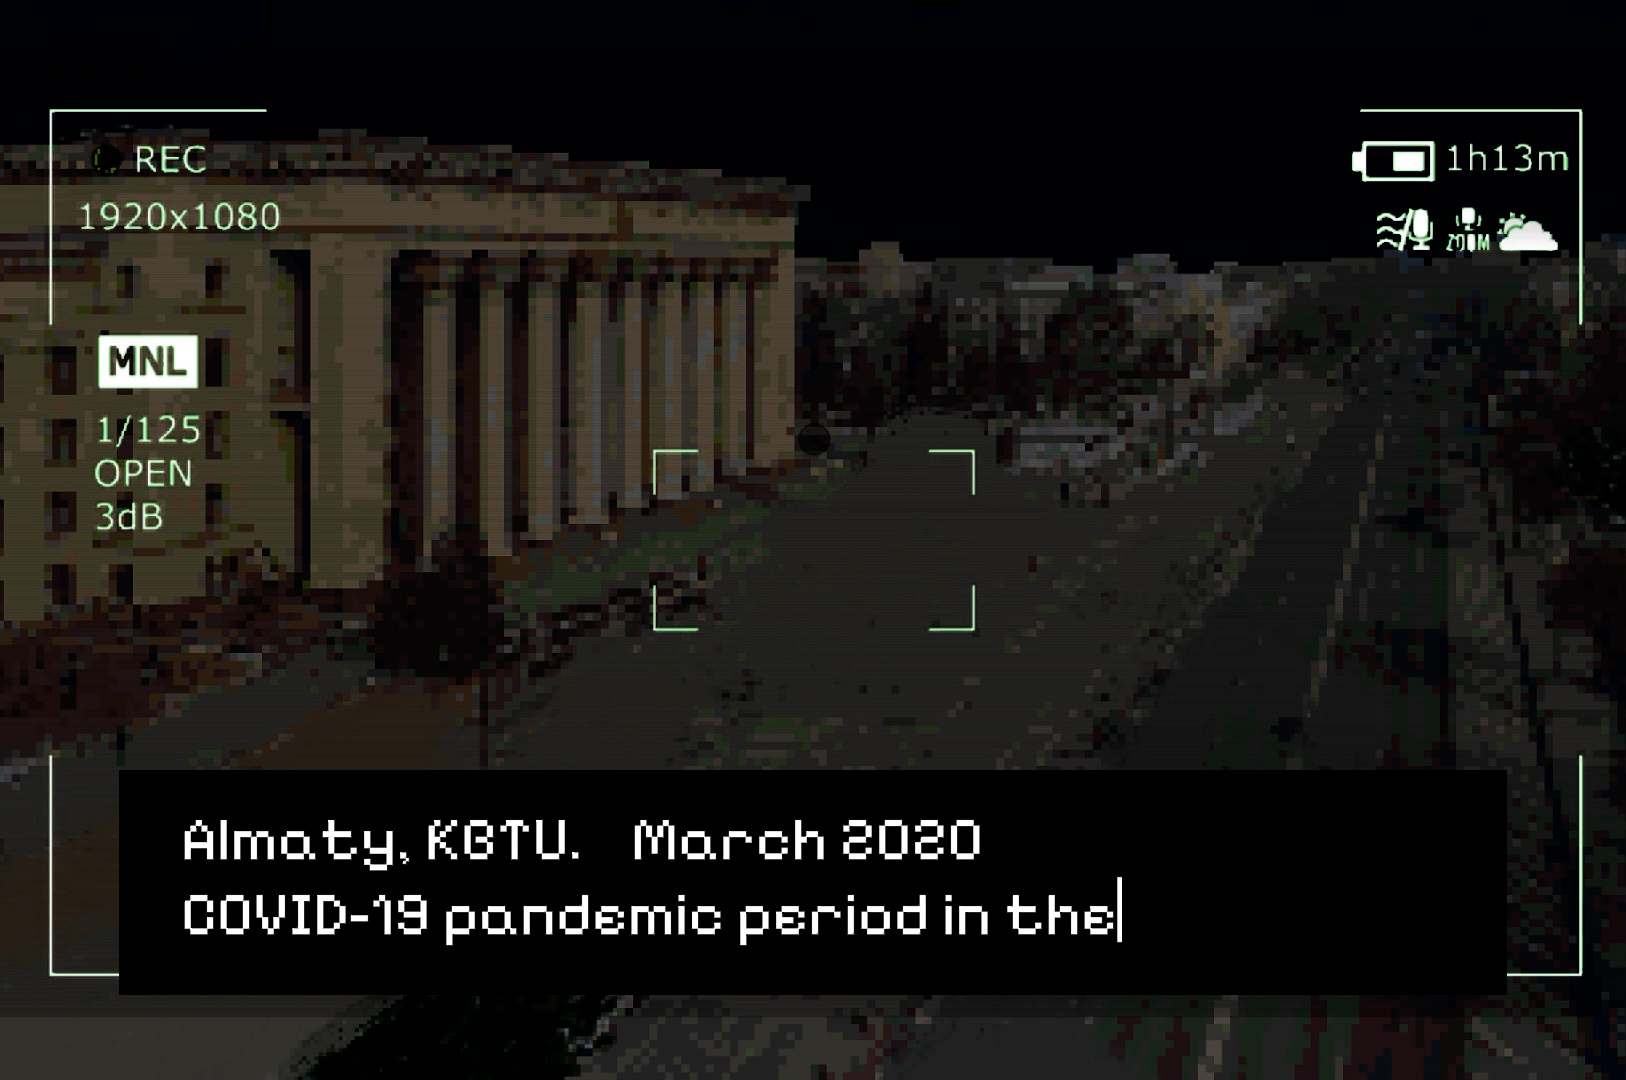 REC
1920x1080
1h13m
ZOOM
MNL
1/125
OPEN
3dB
Almaty, KBTU. March 2020
COVID-19 pandemic period in the